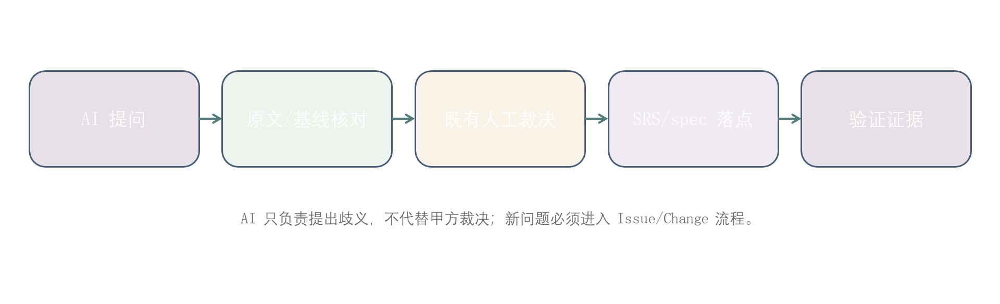 AI 提问
原文/基线核对
既有人工裁决
SRS/spec 落点
验证证据
AI 只负责提出歧义，不代替甲方裁决；新问题必须进入 Issue/Change 流程。